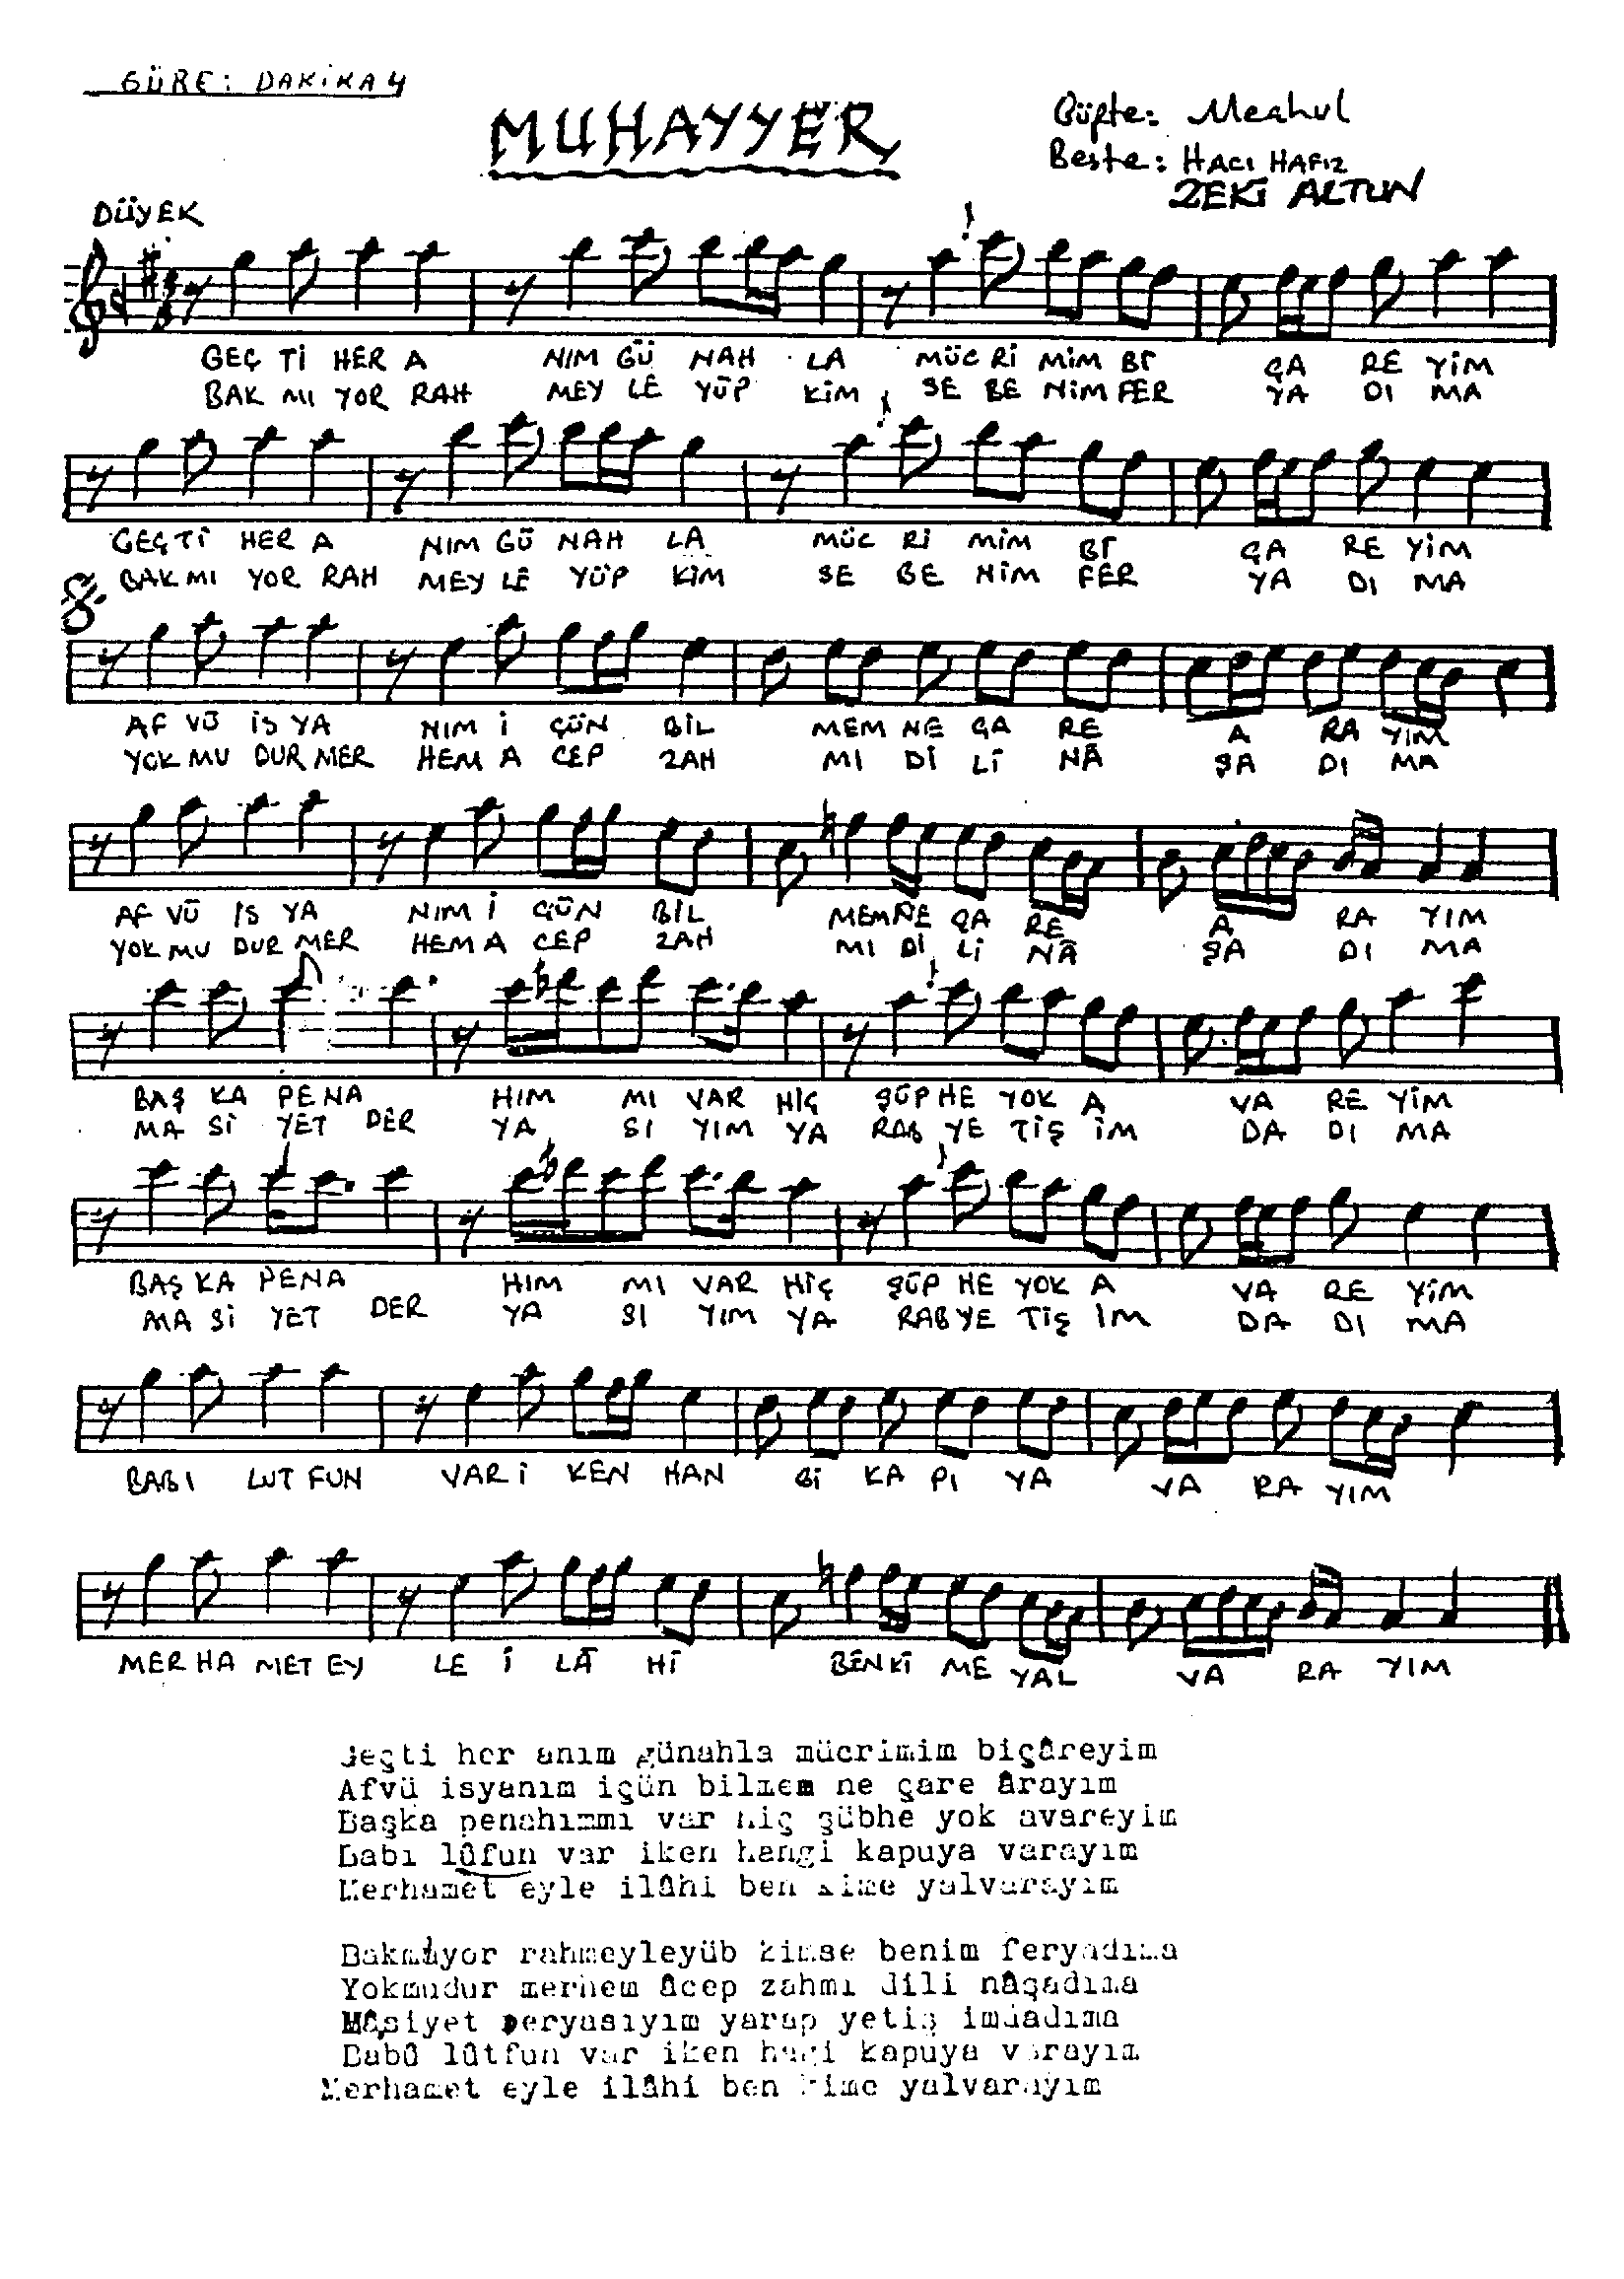 SÜRE: DAKİKA 4
MUHAYYER
Güfte: Meçhul
Beste: HACI HAFIZ
ZEKİ ALTUN
DÜYEK
GEÇ Tİ HER A NIM GÜ NAH LA MÜC Rİ MİM Bİ ÇA RE YİM
BAK MI YOR RAH MEY LE YÜP KİM SE BE NİM FER YA DI MA
GEÇ Tİ HER A NIM GÜ NAH LA MÜC Rİ MİM Bİ ÇA RE YİM
BAK MI YOR RAH MEY LE YÜP KİM SE BE NİM FER YA DI MA
AF VÜ İS YA NIM İ ÇÜN BİL MEM NE ÇA RE A RA YIM
YOK MU DUR MER HEM A CEP ZAH MI Dİ Lİ NÂ ŞA DI MA
AF VÜ İS YA NIM İ ÇÜN BİL MEM NE ÇA RE A RA YIM
YOK MU DUR MER HEM A CEP ZAH MI Dİ Lİ NÂ ŞA DI MA
BAŞ KA PE NA HIM MI VAR HİÇ ŞÜP HE YOK A VA RE YİM
MA Sİ YET DER YA SI YIM YA RAB YE TİŞ İM DA DI MA
BAŞ KA PE NA HIM MI VAR HİÇ ŞÜP HE YOK A VA RE YİM
MA Sİ YET DER YA SI YIM YA RAB YE TİŞ İM DA DI MA
BABI LUT FUN VAR İ KEN HAN Gİ KA PI YA VA RA YIM
MER HA MET EY LE İ LÂ Hİ BEN Kİ ME YAL VA RA YIM
Geçti her anım günahla mücrimim biçâreyim
Afvü isyanım içün bilmem ne çare ârayım
Başka penahımmı var hiç şübhe yok avareyim
Babı lûfun var iken hangi kapuya varayım
Merhamet eyle ilâhi ben kime yalvarayım
Bakmıyor rahmeyleyüb kimse benim feryadıma
Yokmudur merhem âcep zahmı dili nâşadıma
Mâsiyet deryasıyım yarap yetiş imdadıma
Babû lûtfun var iken hagi kapuya varayım
Merhamet eyle ilâhi ben kime yalvarayım